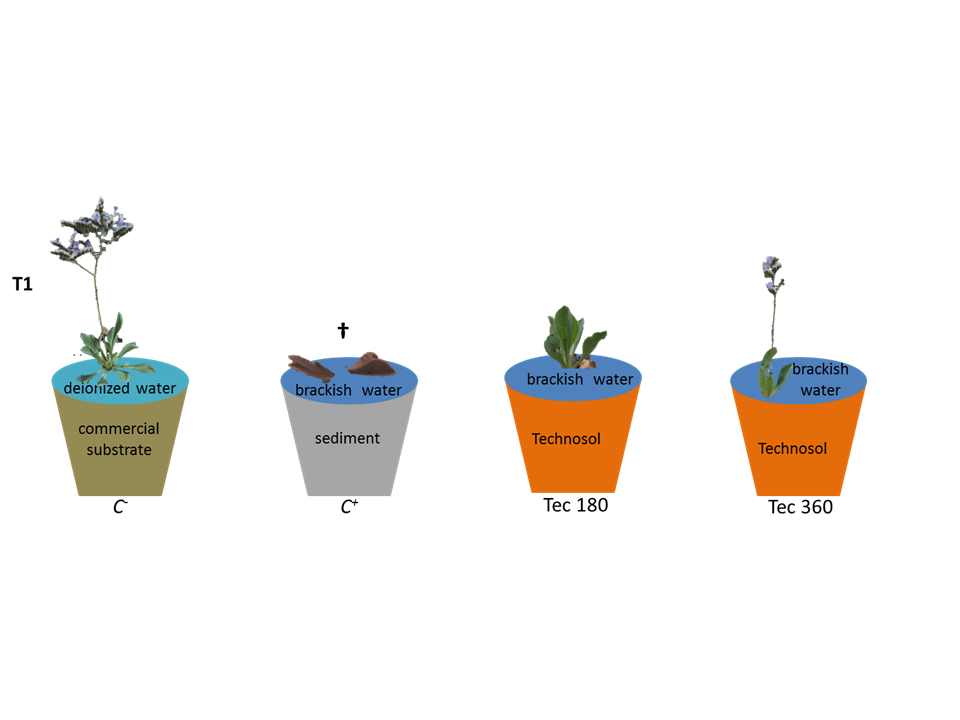 T1
†
deionized water
brackish water
brackish water
brackish
water
commercial
substrate
sediment
Technosol
Technosol
C-
C+
Tec 180
Tec 360